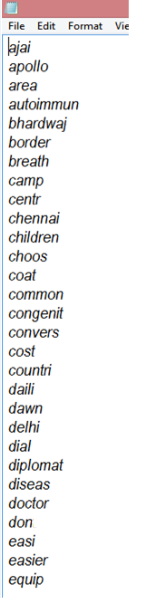 File Edit Format Vie
ajai
apollo
area
autoimmun
bhardwaj
border
breath
camp
centr
chennai
children
choos
coat
common
congenit
convers
cost
countri
daili
dawn
delhi
dial
diplomat
diseas
doctor
don
easi
easier
equip